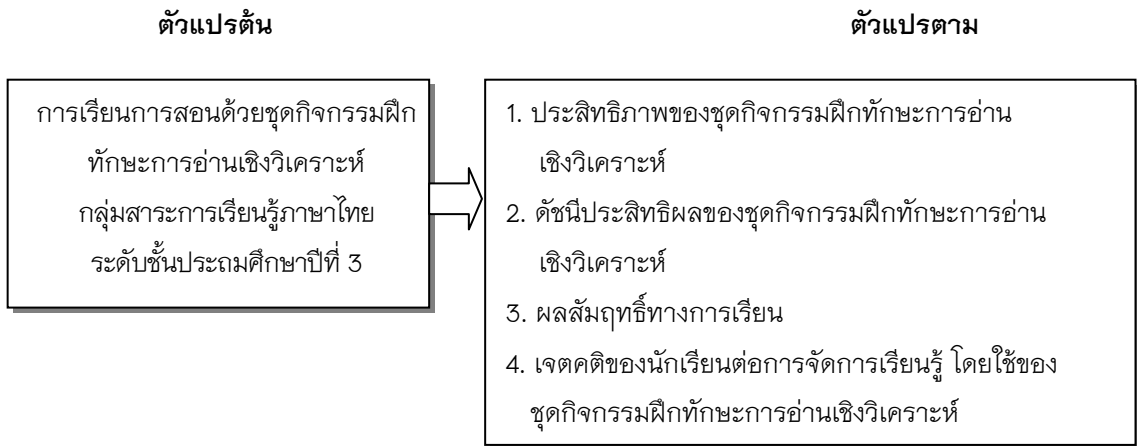 ตัวแปรต้น
ตัวแปรตาม
การเรียนการสอนด้วยชุดกิจกรรมฝึก
ทักษะการอ่านเชิงวิเคราะห์
กลุ่มสาระการเรียนรู้ภาษาไทย
ระดับชั้นประถมศึกษาปีที่ 3
1. ประสิทธิภาพของชุดกิจกรรมฝึกทักษะการอ่าน
เชิงวิเคราะห์
2. ดัชนีประสิทธิผลของชุดกิจกรรมฝึกทักษะการอ่าน
เชิงวิเคราะห์
3. ผลสัมฤทธิ์ทางการเรียน
4. เจตคติของนักเรียนต่อการจัดการเรียนรู้ โดยใช้ของ
ชุดกิจกรรมฝึกทักษะการอ่านเชิงวิเคราะห์